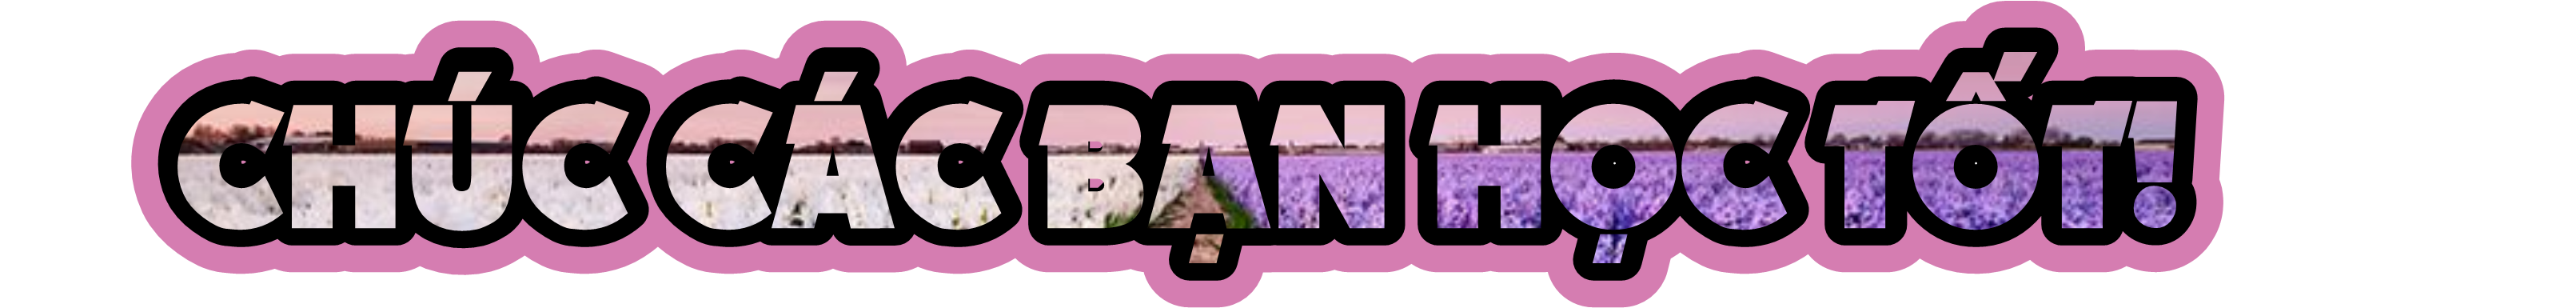 CHÚC CÁC BẠN HỌC TỐT!